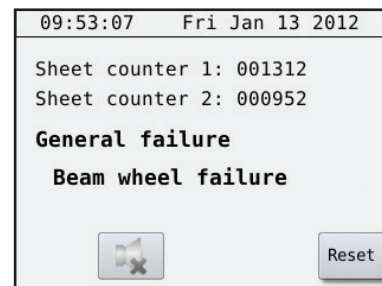 09:53:07 Fri Jan 13 2012
Sheet counter 1: 001312
Sheet counter 2: 000952
General failure
Beam wheel failure
Reset